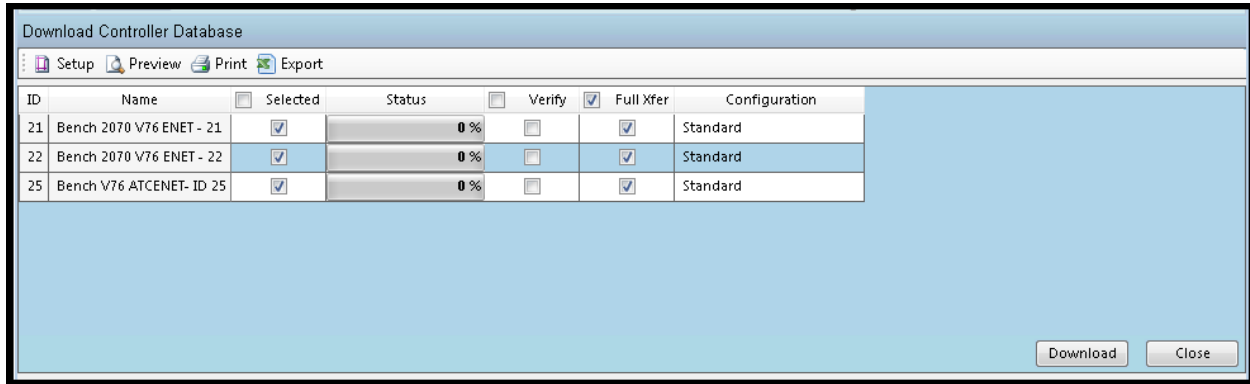 Download Controller Database
Setup Preview Print Export
ID Name Selected Status Verify Full Xfer Configuration
21 Bench 2070 V76 ENET - 21 0 % Standard
22 Bench 2070 V76 ENET - 22 0 % Standard
25 Bench V76 ATCENET- ID 25 0 % Standard
Download Close